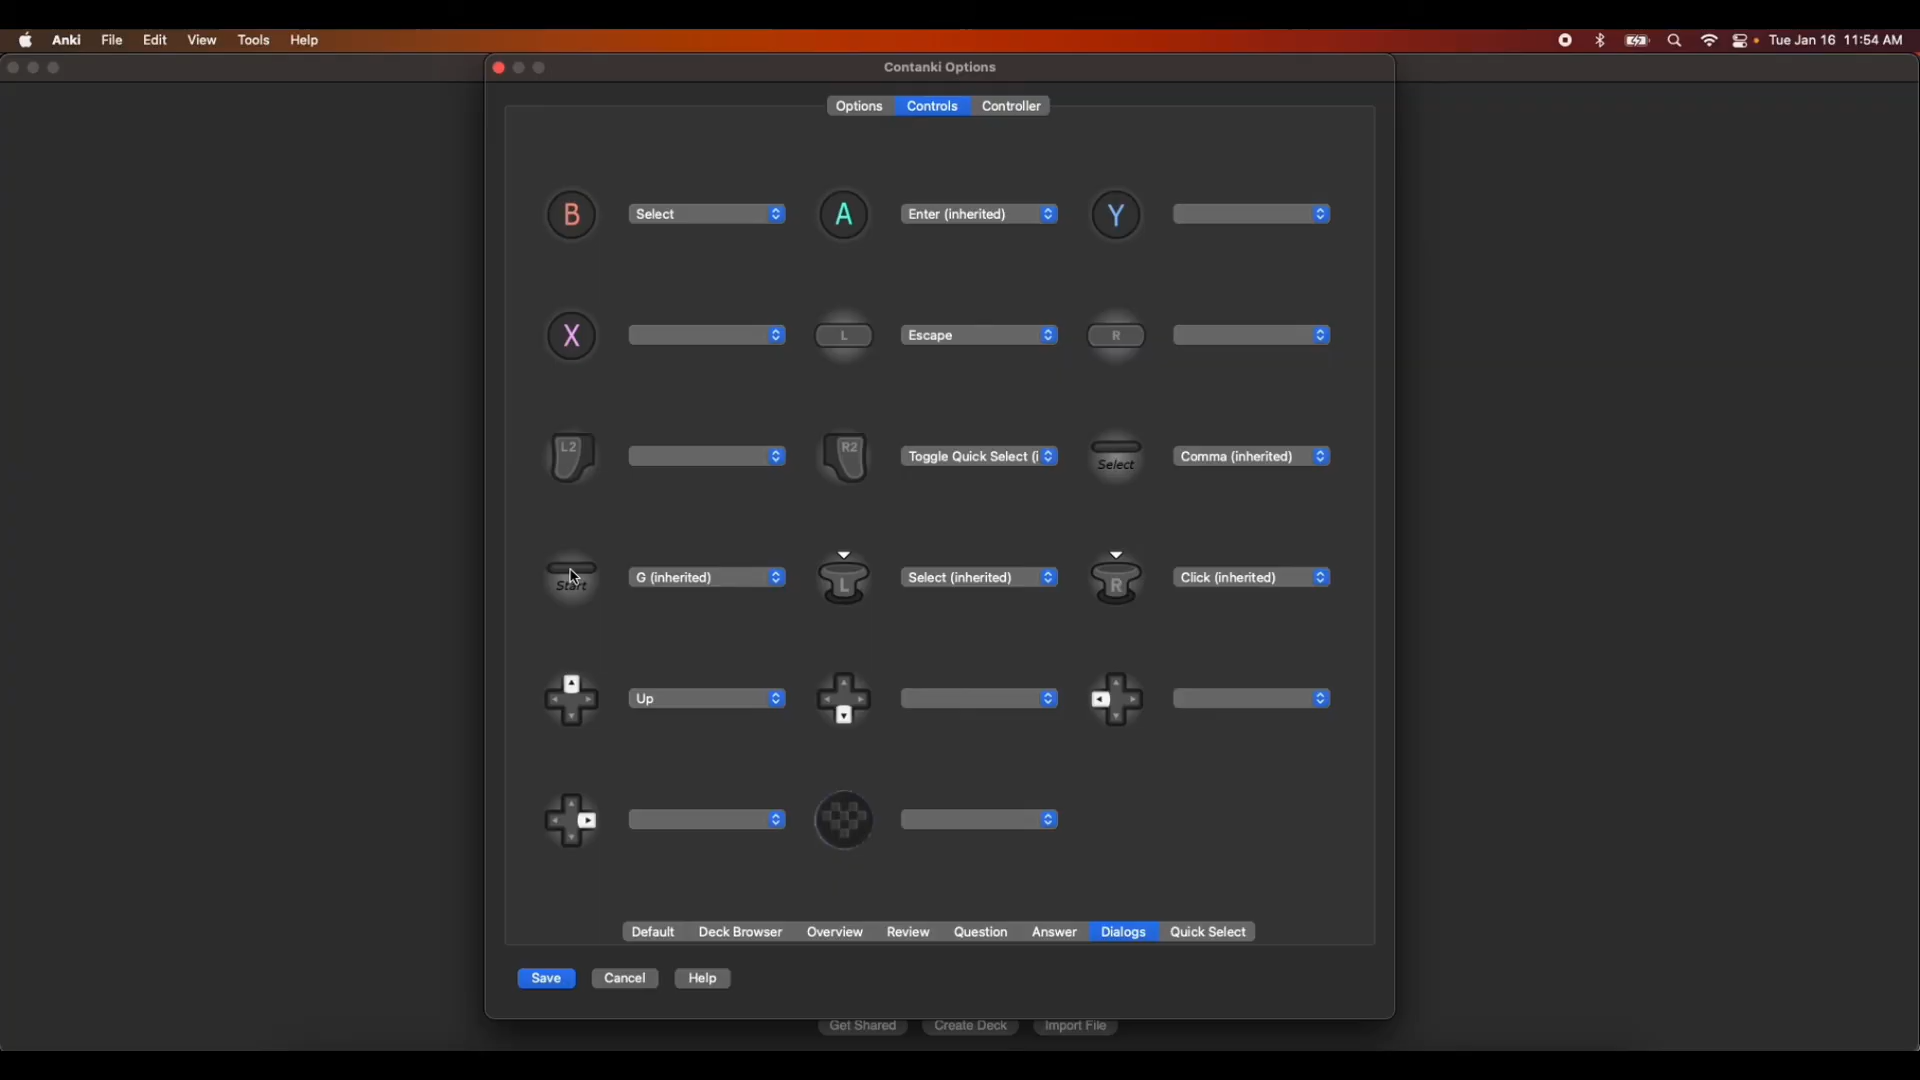 Anki File Edit View Tools Help Tue Jan 16 11:54 AM
Contanki Options
Options Controls Controller
B Select A Enter (inherited) Y
X L Escape R
L2 R2 Toggle Quick Select (i Select Comma (inherited)
Start G (inherited) L Select (inherited) R Click (inherited)
Up
Default Deck Browser Overview Review Question Answer Dialogs Quick Select
Save Cancel Help
Get Shared Create Deck Import File